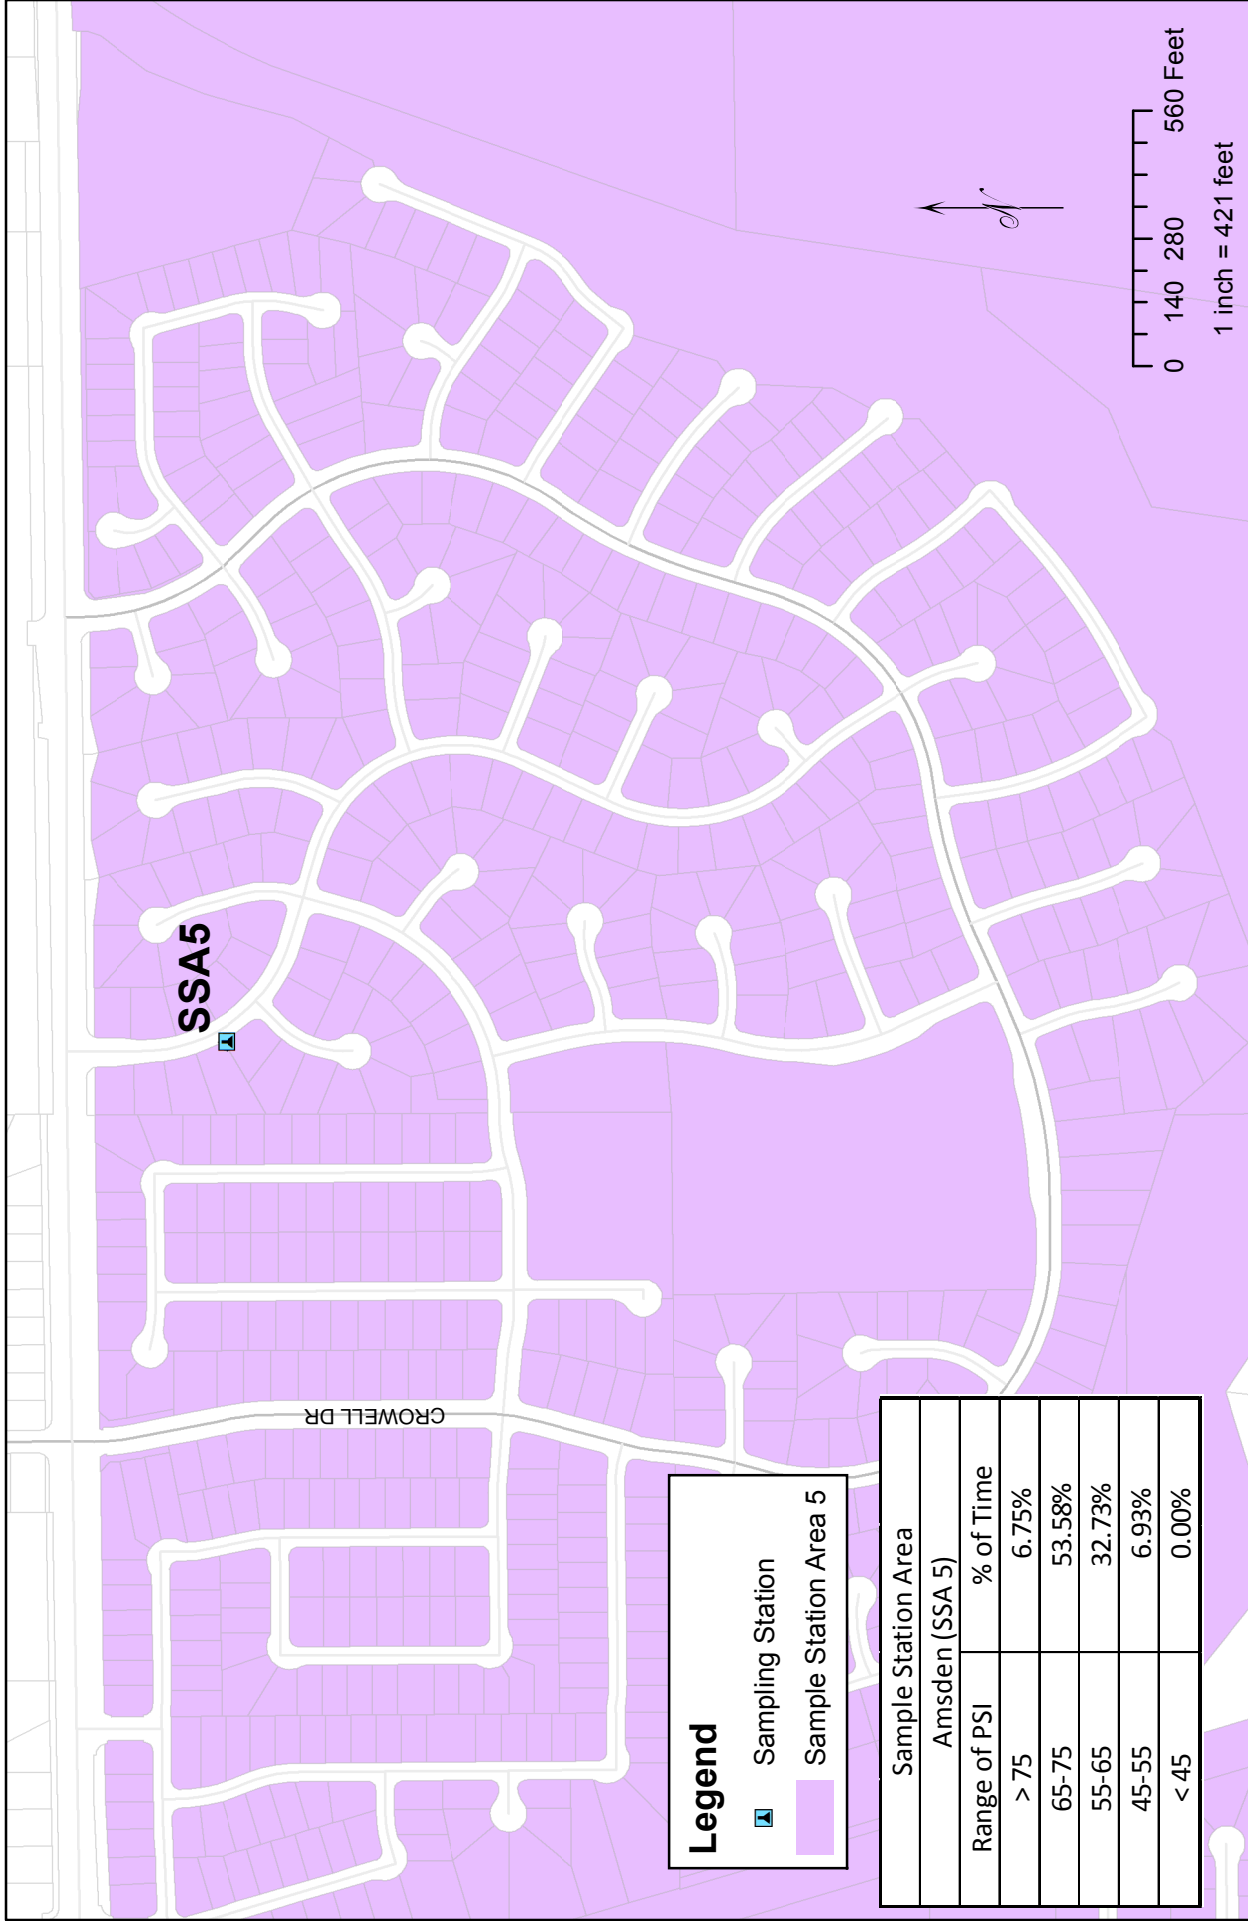 SSA5
CROWELL DR
Legend
Sampling Station
Sample Station Area 5
Sample Station Area
Amsden (SSA 5)
Range of PSI % of Time
> 75 6.75%
65-75 53.58%
55-65 32.73%
45-55 6.93%
< 45 0.00%
N
0 140 280 560 Feet
1 inch = 421 feet